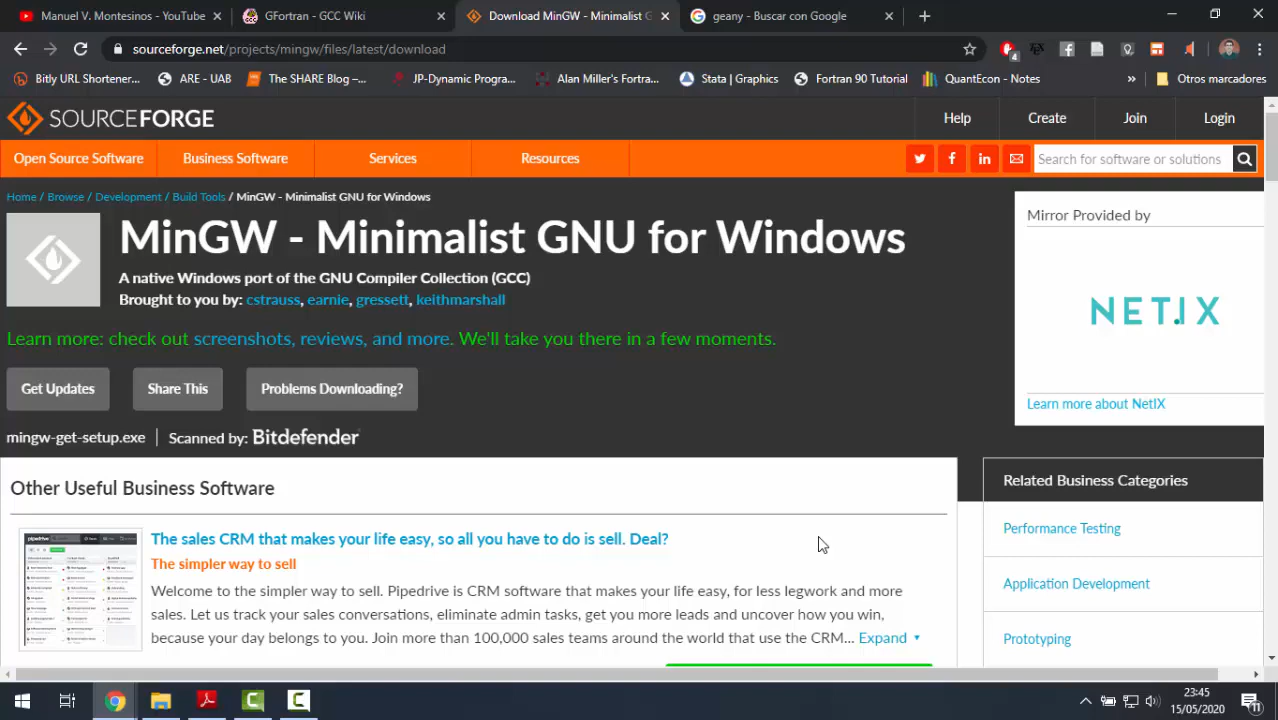 Manuel V. Montesinos - YouTube
GFortran - GCC Wiki
Download MinGW - Minimalist G
geany - Buscar con Google
sourceforge.net/projects/mingw/files/latest/download
4
Bitly URL Shortener...
ARE - UAB
The SHARE Blog –...
JP-Dynamic Progra...
Alan Miller's Fortra...
Stata | Graphics
Fortran 90 Tutorial
QuantEcon - Notes
»
Otros marcadores
SOURCEFORGE
Help
Create
Join
Login
Open Source Software
Business Software
Services
Resources
Search for software or solutions
Home / Browse / Development / Build Tools / MinGW - Minimalist GNU for Windows
MinGW - Minimalist GNU for Windows
A native Windows port of the GNU Compiler Collection (GCC)
Brought to you by: cstrauss, earnie, gressett, keithmarshall
Learn more: check out screenshots, reviews, and more. We'll take you there in a few moments.
Get Updates
Share This
Problems Downloading?
mingw-get-setup.exe | Scanned by: Bitdefender
Mirror Provided by
NETIX
Learn more about NetIX
Other Useful Business Software
The sales CRM that makes your life easy, so all you have to do is sell. Deal?
The simpler way to sell
Welcome to the simpler way to sell. Pipedrive is CRM software that makes your life easy, for less legwork and more
sales. Let us track your sales conversations, eliminate admin tasks, get you more leads and uncover how you win,
because your day belongs to you. Join more than 100,000 sales teams around the world that use the CRM... Expand
Related Business Categories
Performance Testing
Application Development
Prototyping
23:45
15/05/2020
11